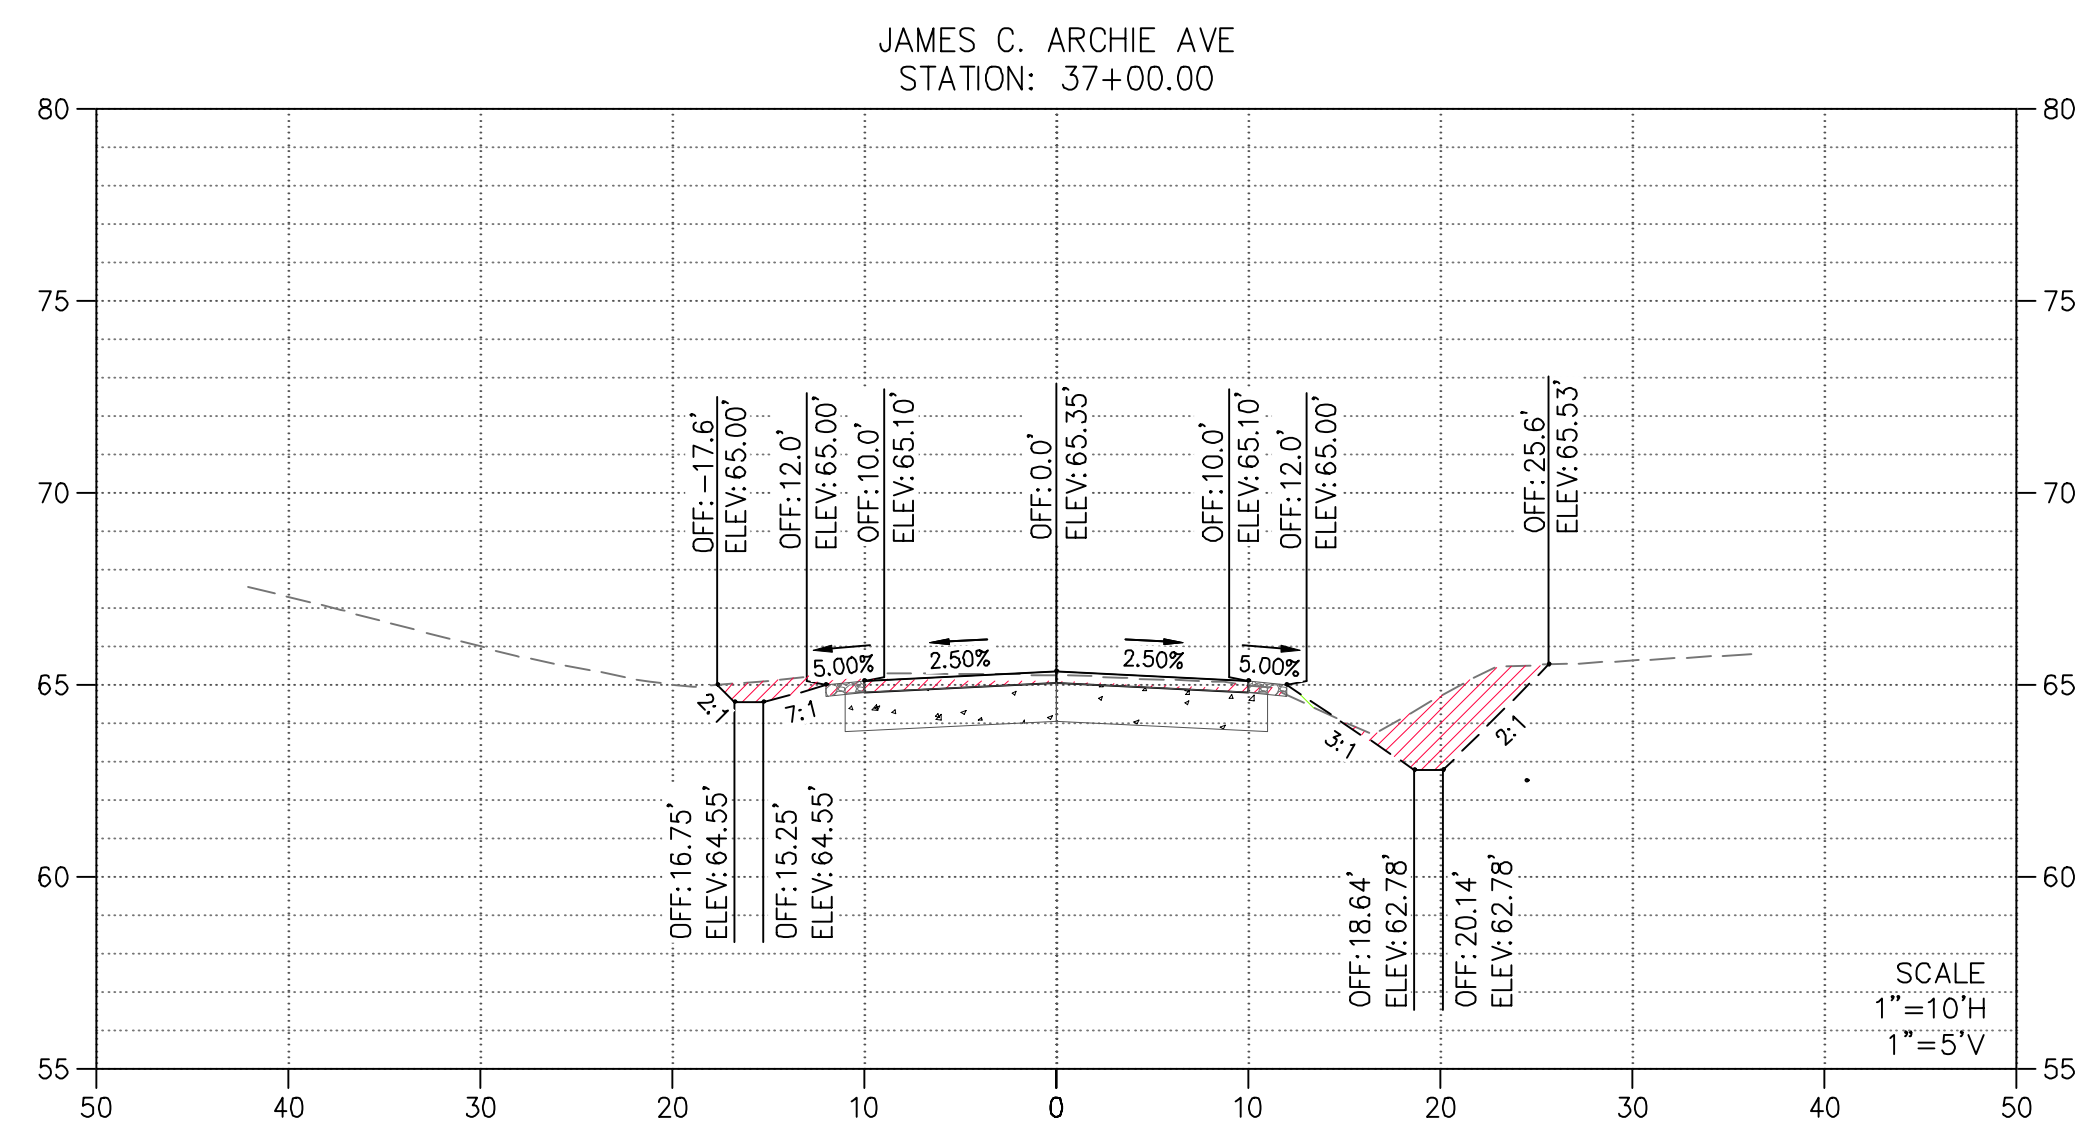 JAMES C. ARCHIE AVE
STATION: 37+00.00
80
80
75
75
70
70
65
65
60
60
55
55
OFF:-17.6'
ELEV:65.00'
OFF:12.0'
ELEV:65.00'
OFF:10.0'
ELEV:65.10'
OFF:0.0'
ELEV:65.35'
OFF:10.0'
ELEV:65.10'
OFF:12.0'
ELEV:65.00'
OFF:25.6'
ELEV:65.53'
5.00%
2.50%
2.50%
5.00%
2:1
7:1
3:1
2:1
OFF:16.75'
ELEV:64.55'
OFF:15.25'
ELEV:64.55'
OFF:18.64'
ELEV:62.78'
OFF:20.14'
ELEV:62.78'
SCALE
1"=10'H
1"=5'V
50
40
30
20
10
0
10
20
30
40
50